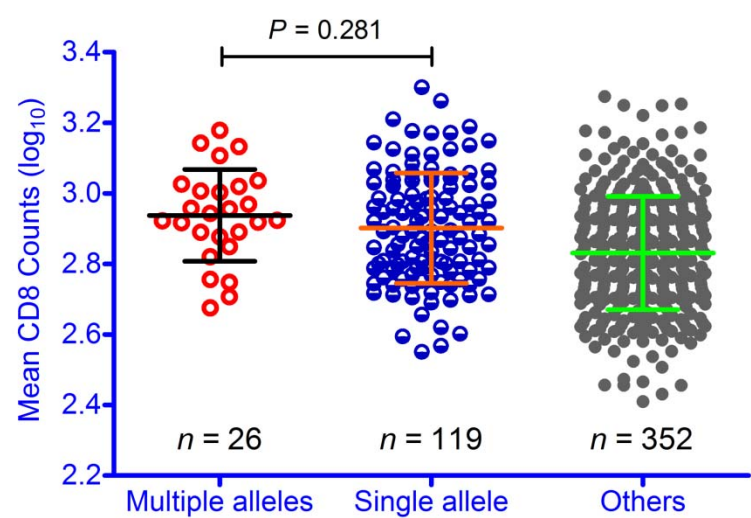 P = 0.281
Mean CD8 Counts (log10)
3.4
3.2
3.0
2.8
2.6
2.4
2.2
n = 26
n = 119
n = 352
Multiple alleles
Single allele
Others